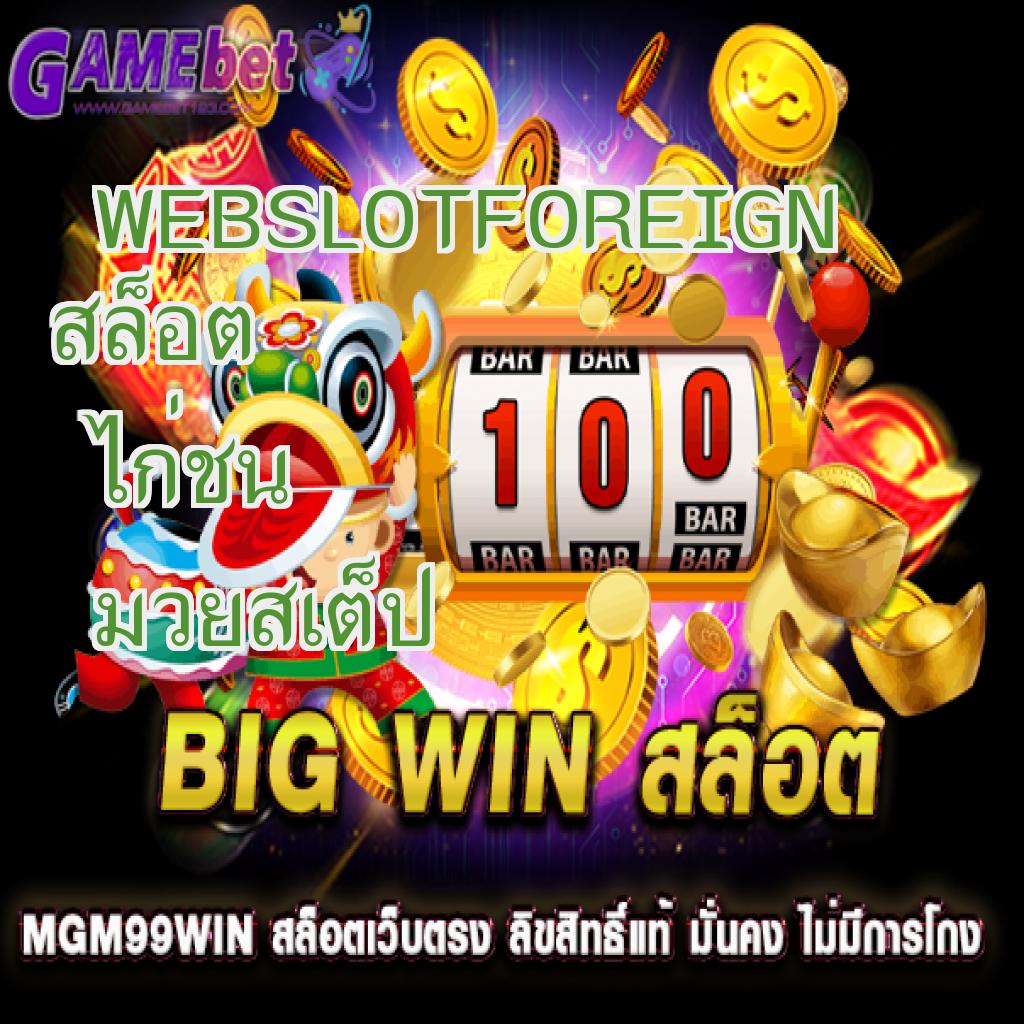 GAMEbet
WWW.GAMEBET193.COM
WEBSLOTFOREIGN
สล็อต
ไก่ชน
มวยสเต็ป
BAR BAR
1 0 0
BAR
BAR BAR BAR
BIG WIN สล็อต
MGM99WIN สล็อตเว็บตรง ลิขสิทธิ์แท้ มั่นคง ไม่มีการโกง